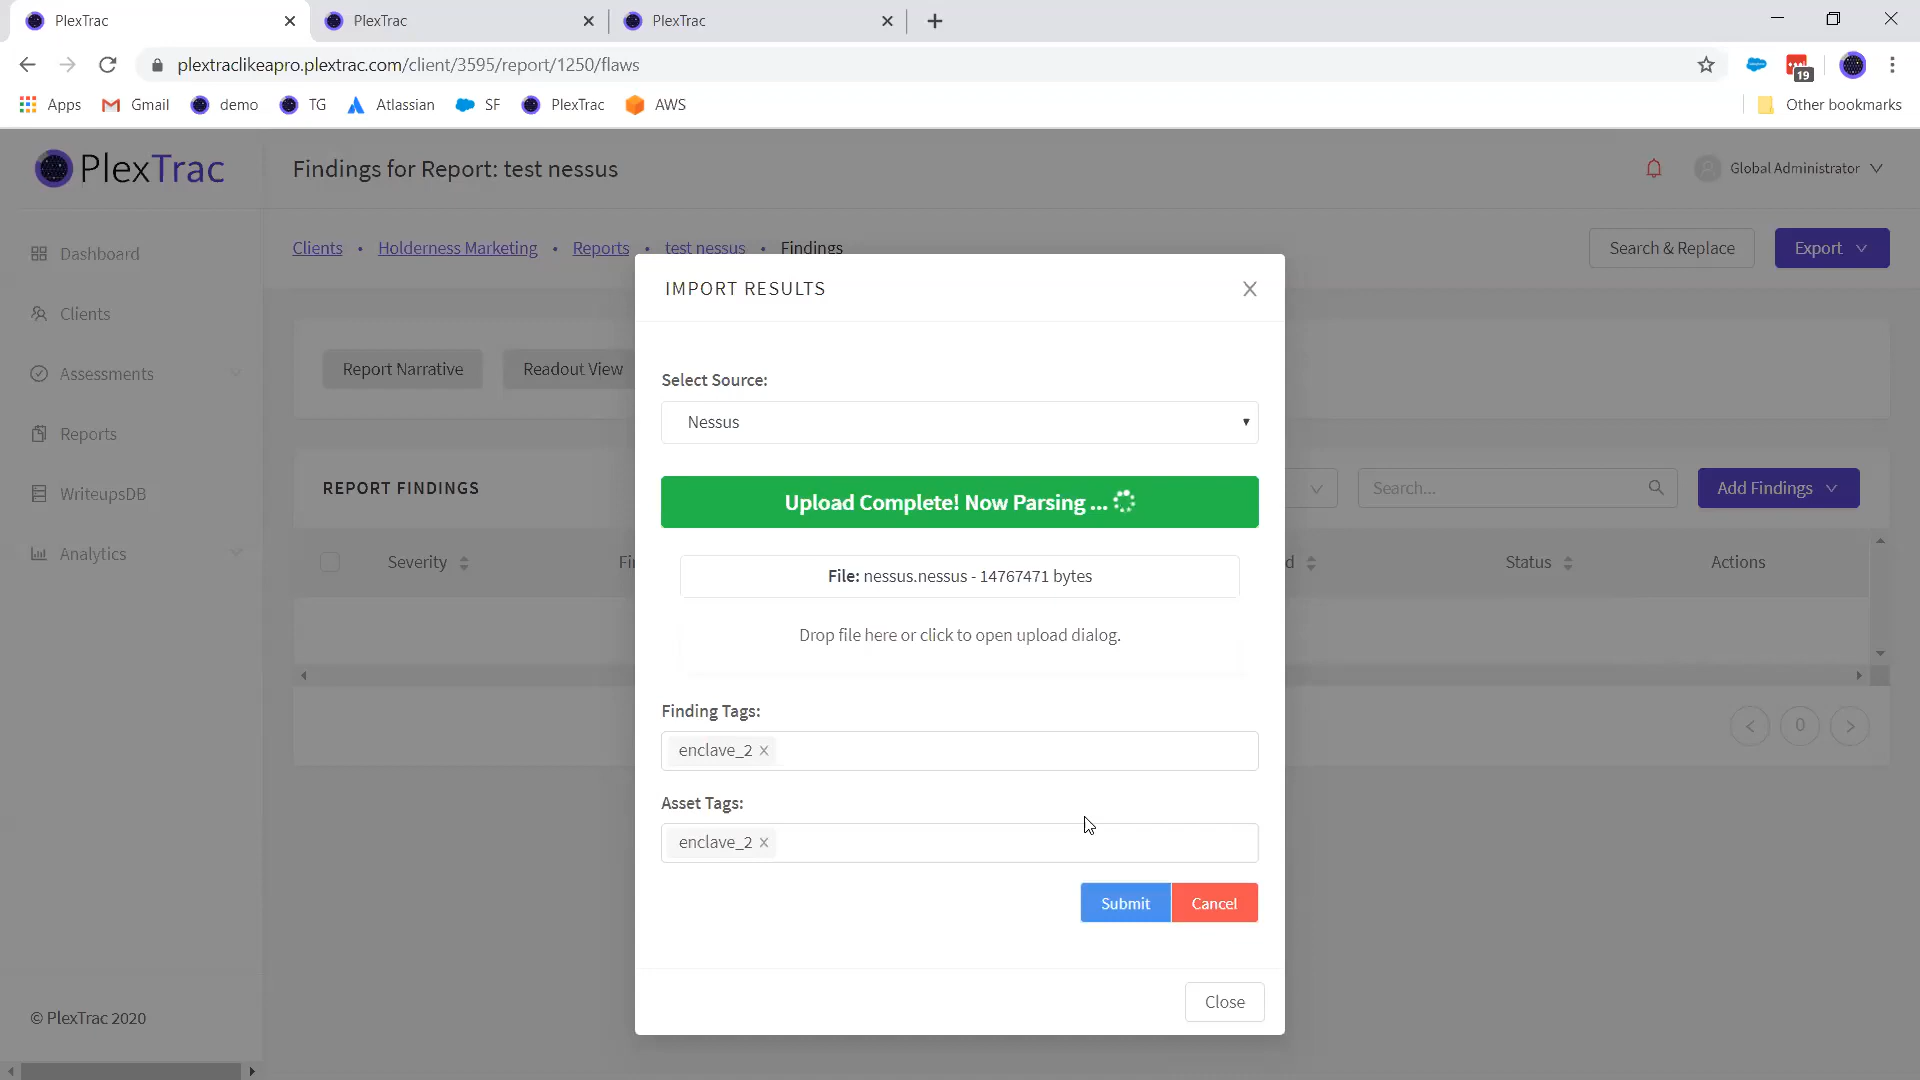 PlexTrac
PlexTrac
PlexTrac
plextraclikeapro.plextrac.com/client/3595/report/1250/flaws
19
Apps
Gmail
demo
TG
Atlassian
SF
PlexTrac
AWS
Other bookmarks
PlexTrac
Findings for Report: test nessus
Global Administrator
Dashboard
Clients
Assessments
Reports
WriteupsDB
Analytics
© PlexTrac 2020
Clients • Holderness Marketing • Reports • test nessus • Findings
Search & Replace
Export
Report Narrative
Readout View
REPORT FINDINGS
Search...
Add Findings
Severity
Fi
d
Status
Actions
0
IMPORT RESULTS
Select Source:
Nessus
Upload Complete! Now Parsing ...
File: nessus.nessus - 14767471 bytes
Drop file here or click to open upload dialog.
Finding Tags:
enclave_2
Asset Tags:
enclave_2
Submit
Cancel
Close